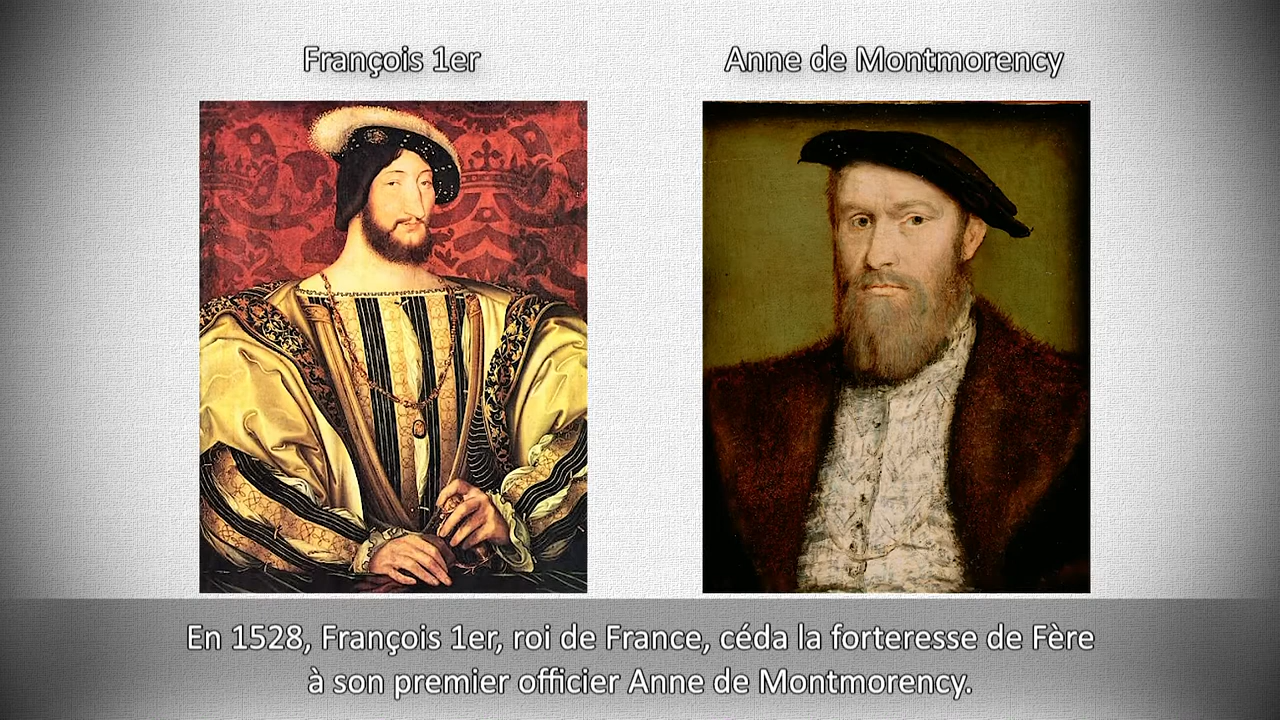 François 1er
Anne de Montmorency
En 1528, François 1er, roi de France, céda la forteresse de Fère
à son premier officier Anne de Montmorency.